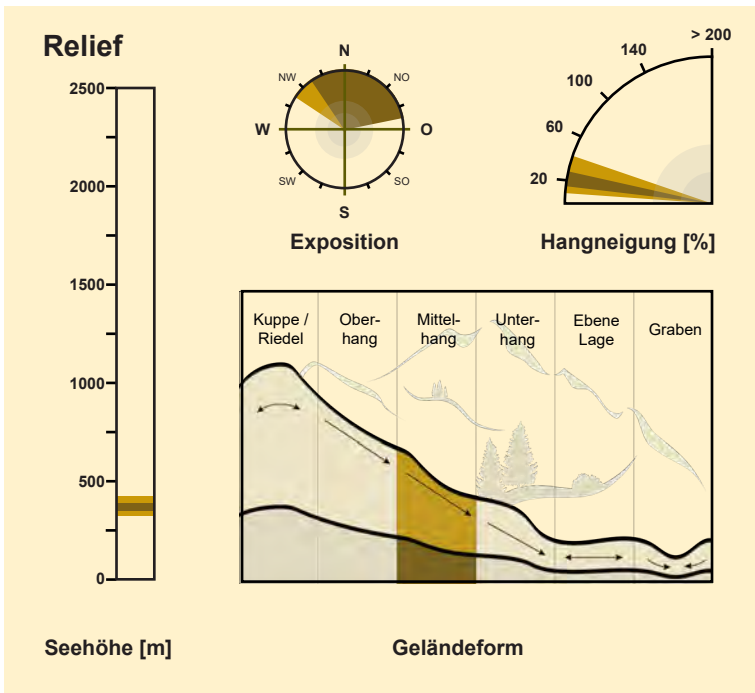 Relief
2500
2000
1500
1000
500
0
Seehöhe [m]
N
NW
NO
W
O
SW
SO
S
Exposition
> 200
140
100
60
20
Hangneigung [%]
Kuppe /
Riedel
Ober-
hang
Mittel-
hang
Unter-
hang
Ebene
Lage
Graben
Geländeform